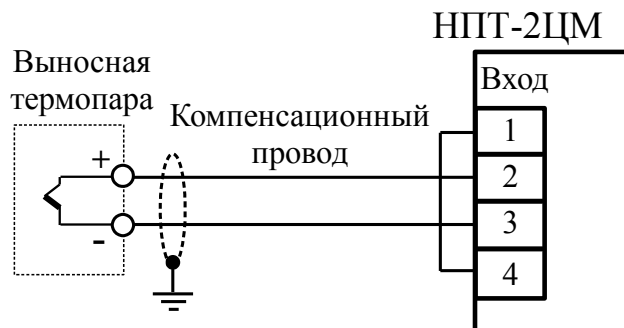 НПТ-2ЦМ
Выносная
термопара
Вход
Компенсационный
провод
1
+
2
-
3
4